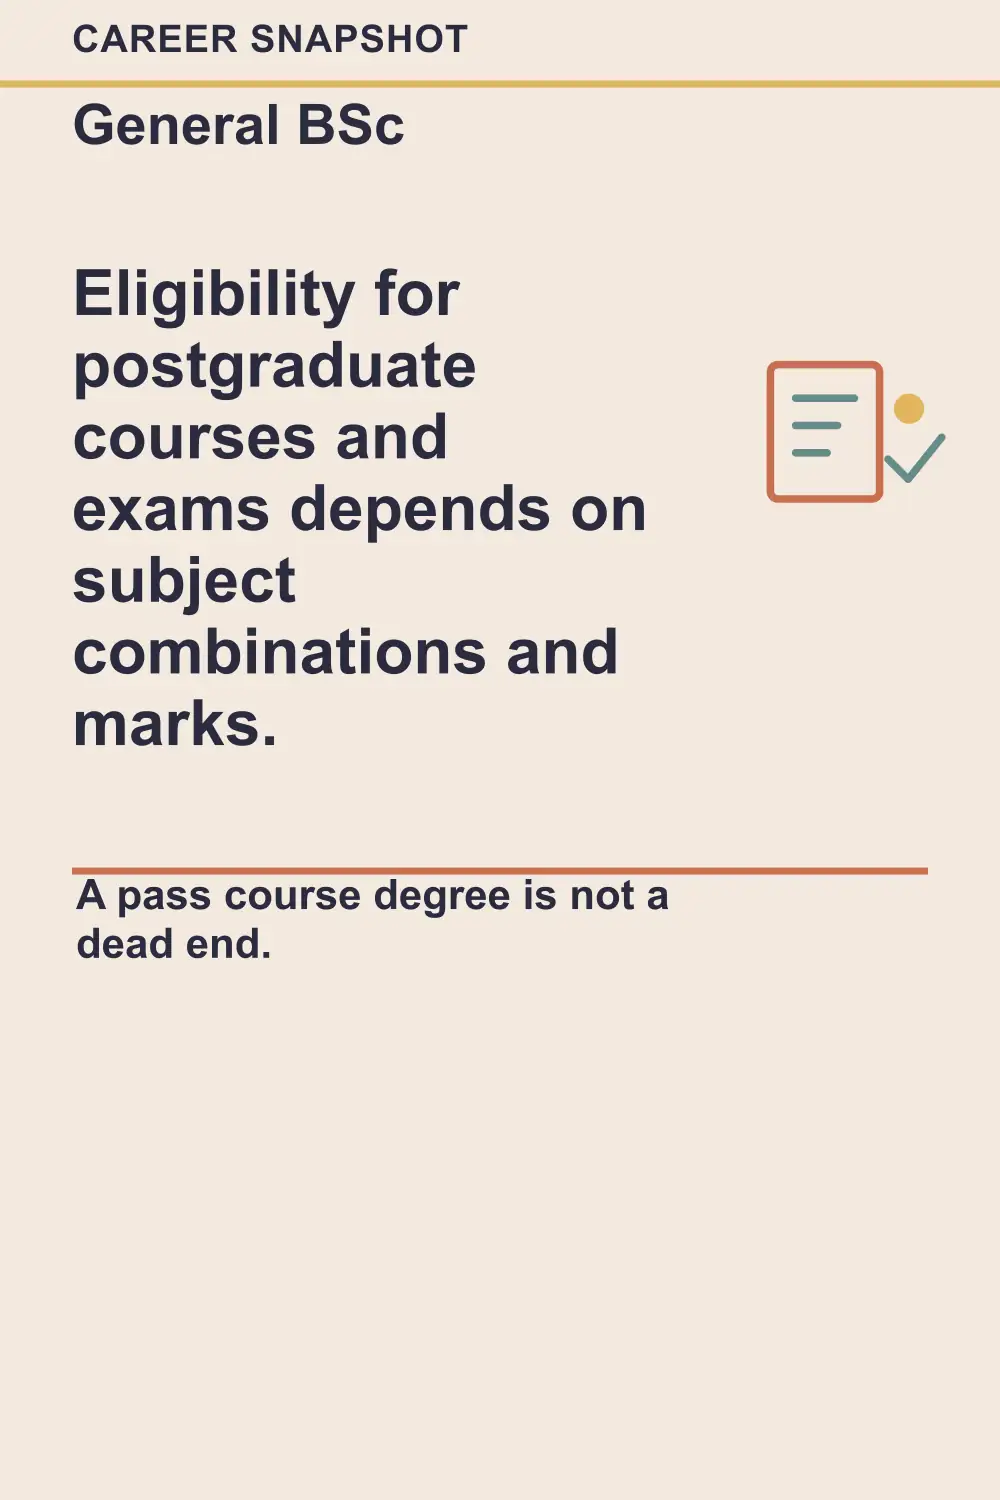 CAREER SNAPSHOT
General BSc
Eligibility for
postgraduate
courses and
exams depends on
subject
combinations and
marks.
A pass course degree is not a
dead end.